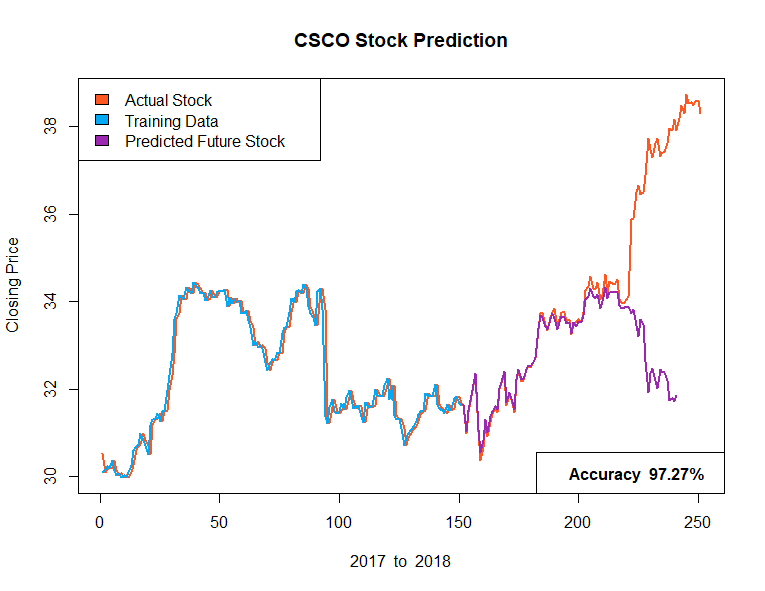 CSCO Stock Prediction
Actual Stock
Training Data
Predicted Future Stock
Closing Price
38
36
34
32
30
Accuracy 97.27%
0 50 100 150 200 250
2017 to 2018